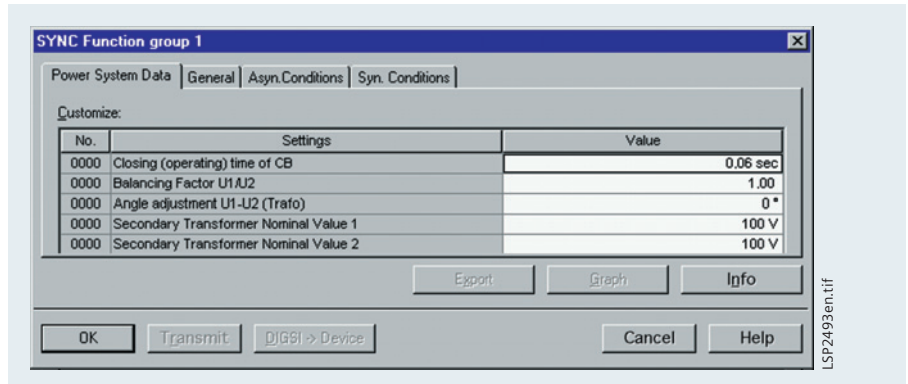 SYNC Function group 1
Power System Data General Asyn.Conditions Syn. Conditions
Customize:
No. Settings Value
0000 Closing (operating) time of CB 0.06 sec
0000 Balancing Factor U1/U2 1.00
0000 Angle adjustment U1-U2 (Trafo) 0 °
0000 Secondary Transformer Nominal Value 1 100 V
0000 Secondary Transformer Nominal Value 2 100 V
Export Graph Info
OK Transmit DIGSI -> Device Cancel Help
LSP2493en.tif